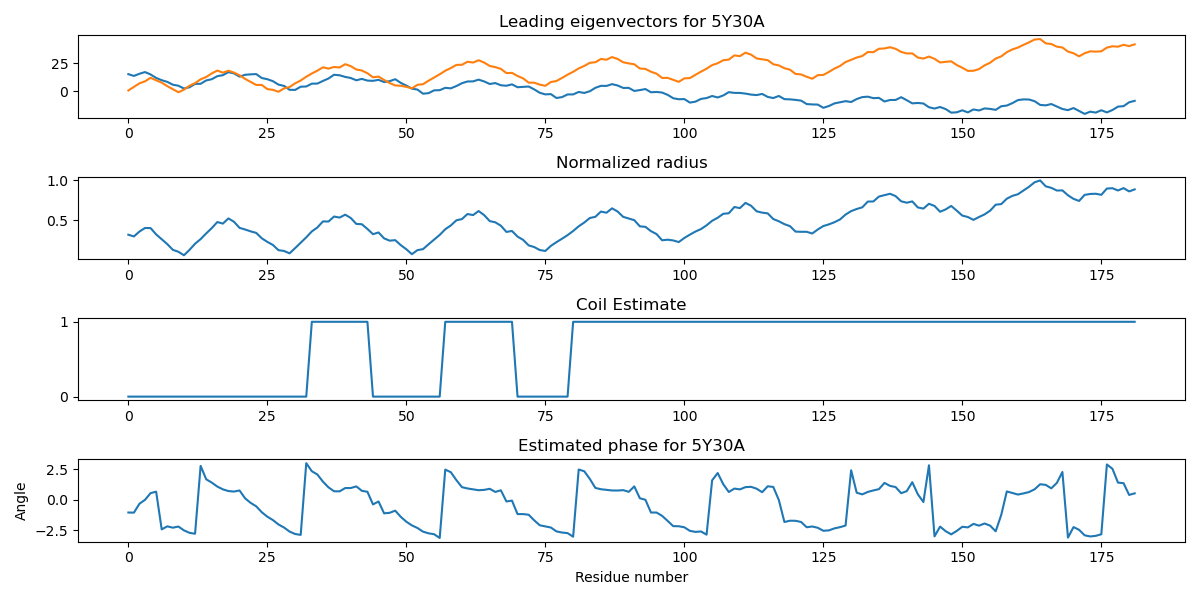 Leading eigenvectors for 5Y30A
25
0
0 25 50 75 100 125 150 175
Normalized radius
1.0
0.5
0 25 50 75 100 125 150 175
Coil Estimate
1
0
0 25 50 75 100 125 150 175
Estimated phase for 5Y30A
Angle
2.5
0.0
−2.5
0 25 50 75 100 125 150 175
Residue number